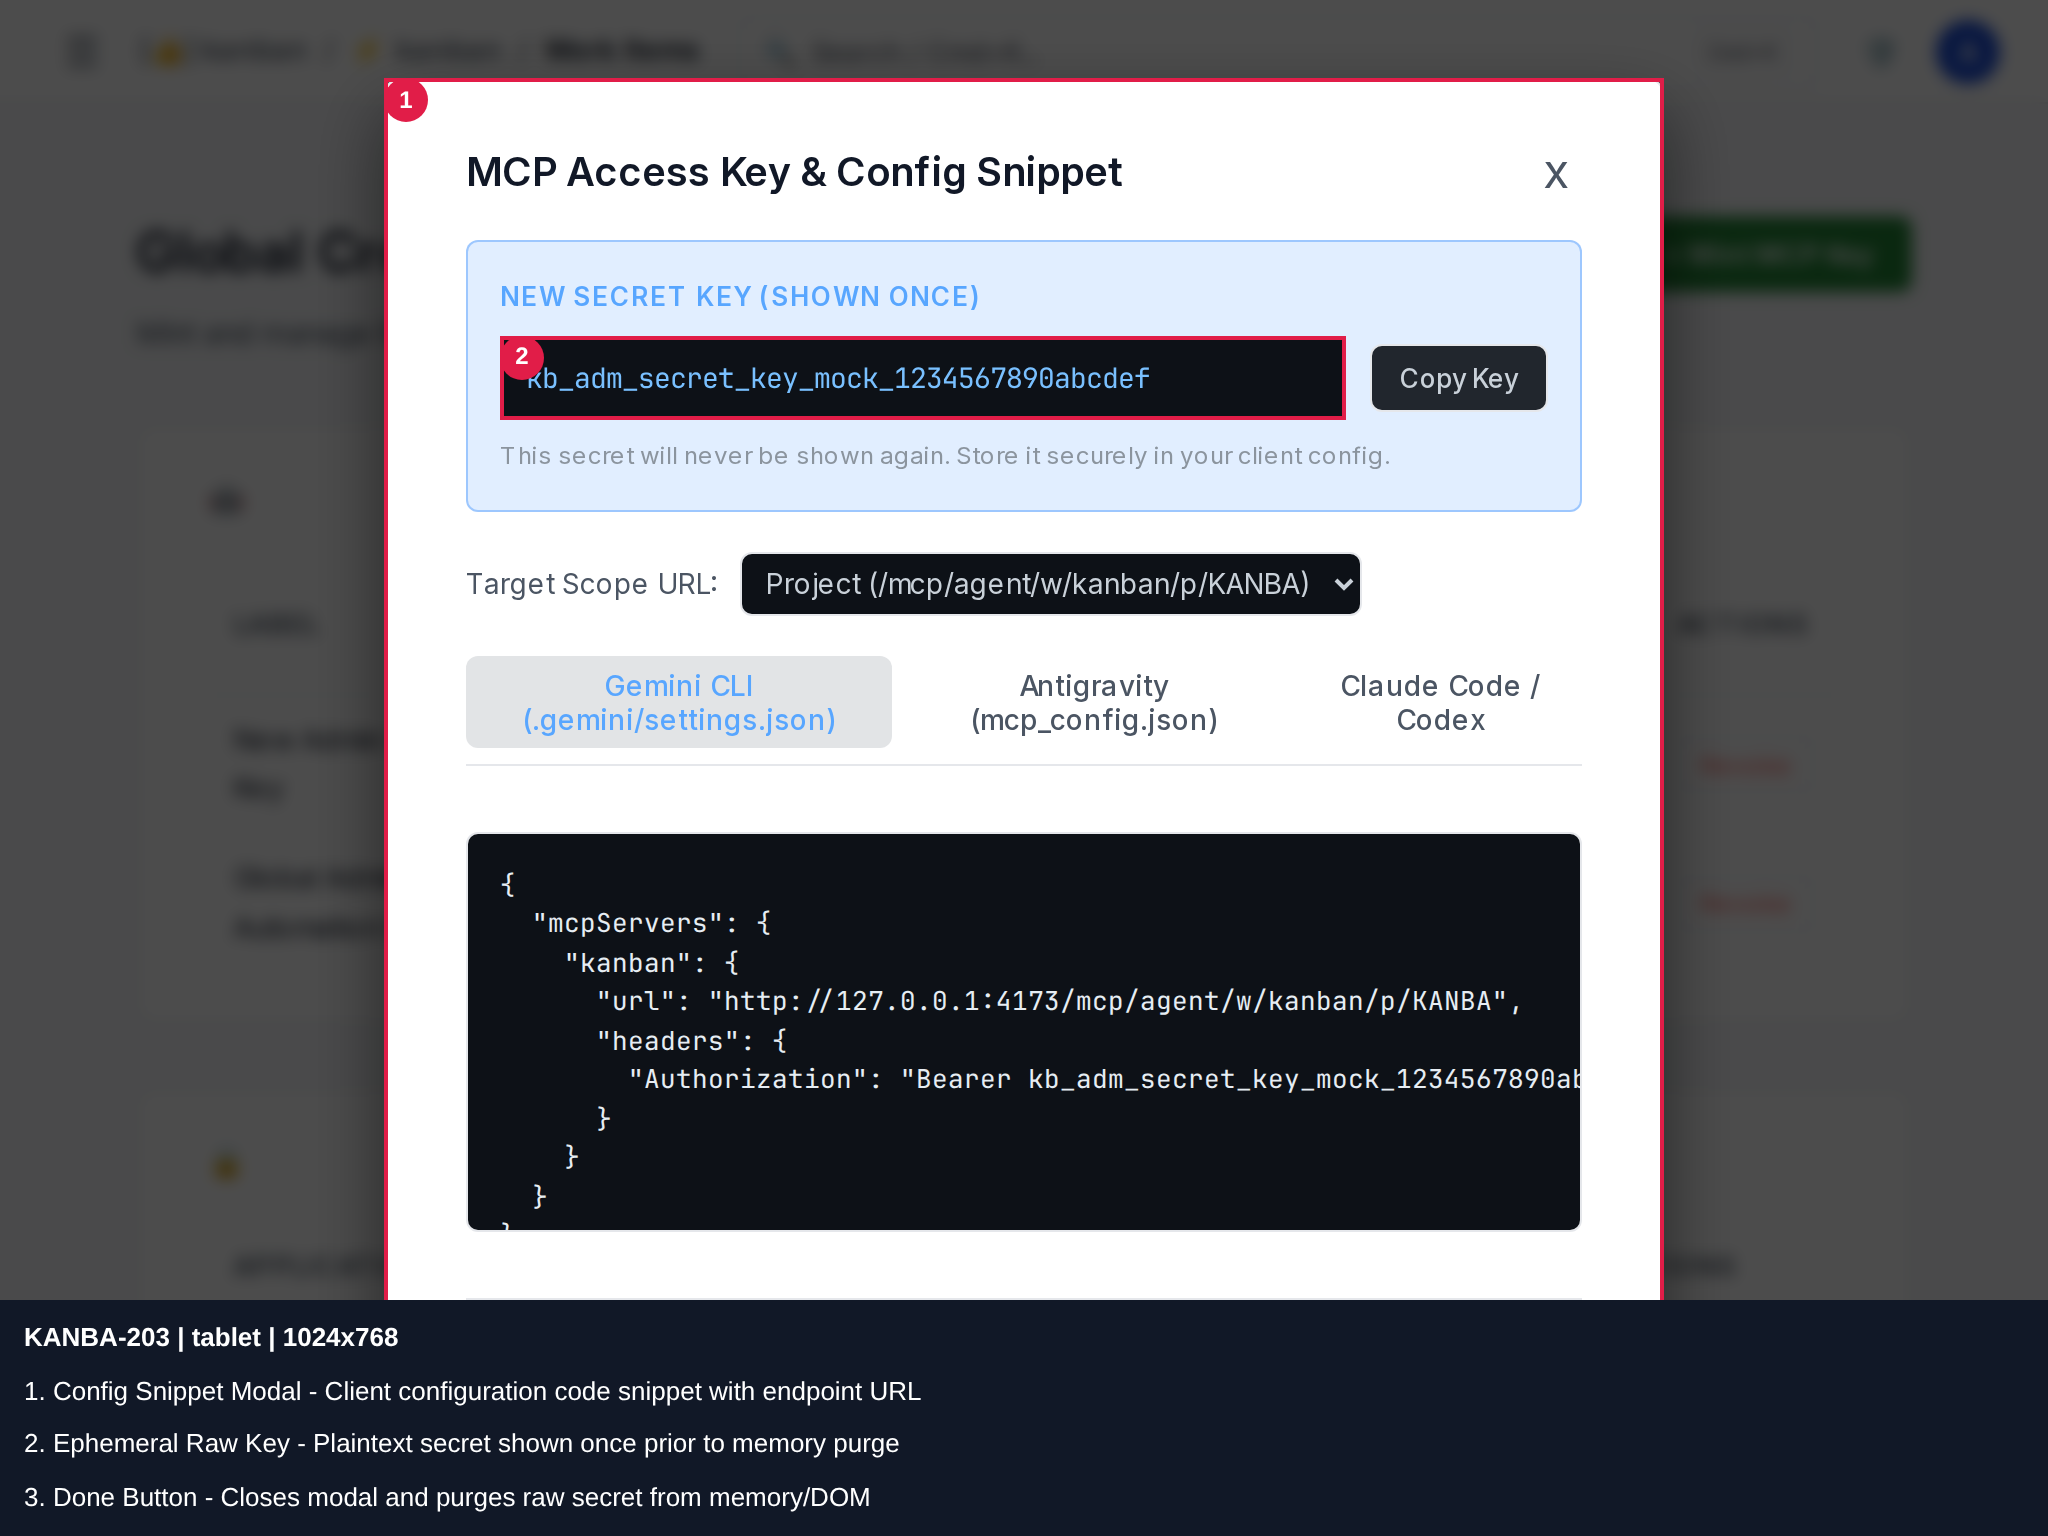 1
MCP Access Key & Config Snippet
X
NEW SECRET KEY (SHOWN ONCE)
2
kb_adm_secret_key_mock_1234567890abcdef
Copy Key
This secret will never be shown again. Store it securely in your client config.
Target Scope URL:
Project (/mcp/agent/w/kanban/p/KANBA)
Gemini CLI
(.gemini/settings.json)
Antigravity
(mcp_config.json)
Claude Code /
Codex
{
"mcpServers": {
"kanban": {
"url": "http://127.0.0.1:4173/mcp/agent/w/kanban/p/KANBA",
"headers": {
"Authorization": "Bearer kb_adm_secret_key_mock_1234567890ab
}
}
}
}
KANBA-203 | tablet | 1024x768
1. Config Snippet Modal - Client configuration code snippet with endpoint URL
2. Ephemeral Raw Key - Plaintext secret shown once prior to memory purge
3. Done Button - Closes modal and purges raw secret from memory/DOM